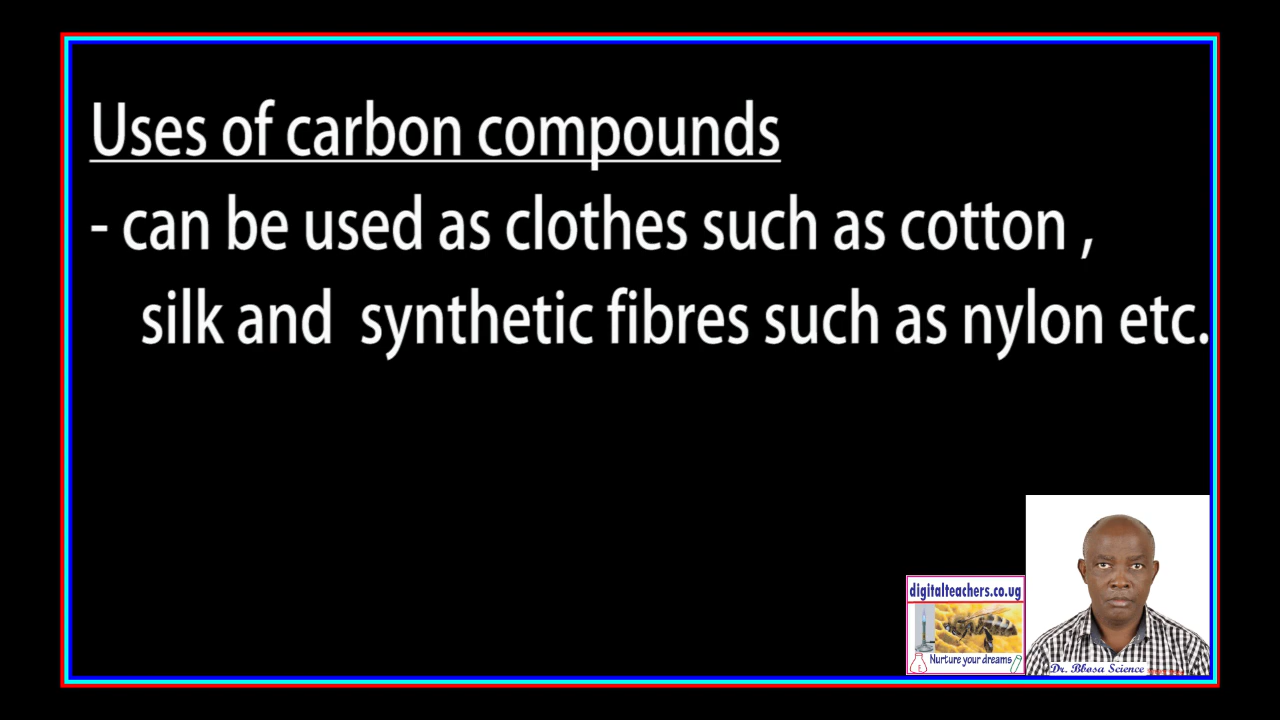 Uses of carbon compounds
- can be used as clothes such as cotton ,
silk and synthetic fibres such as nylon etc.
digitalteachers.co.ug
Nurture your dreams
Dr. Bbosa Science